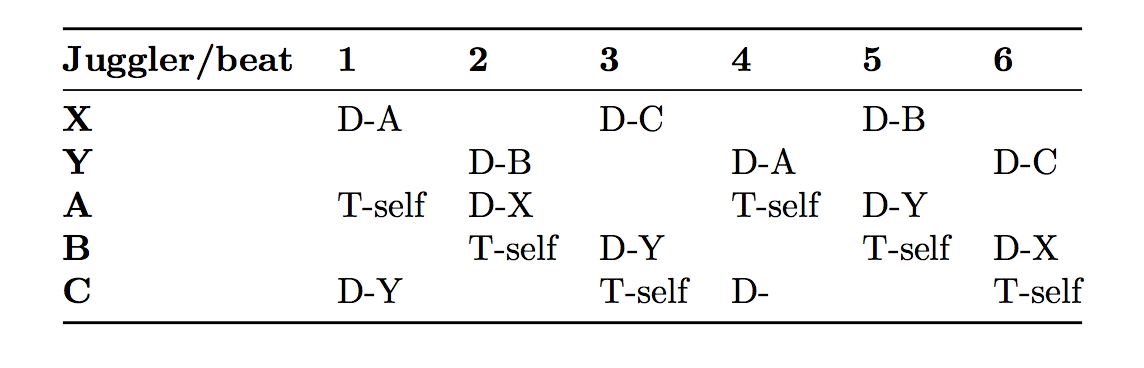 Juggler/beat 1 2 3 4 5 6
X D-A D-C D-B
Y D-B D-A D-C
A T-self D-X T-self D-Y
B T-self D-Y T-self D-X
C D-Y T-self D- T-self